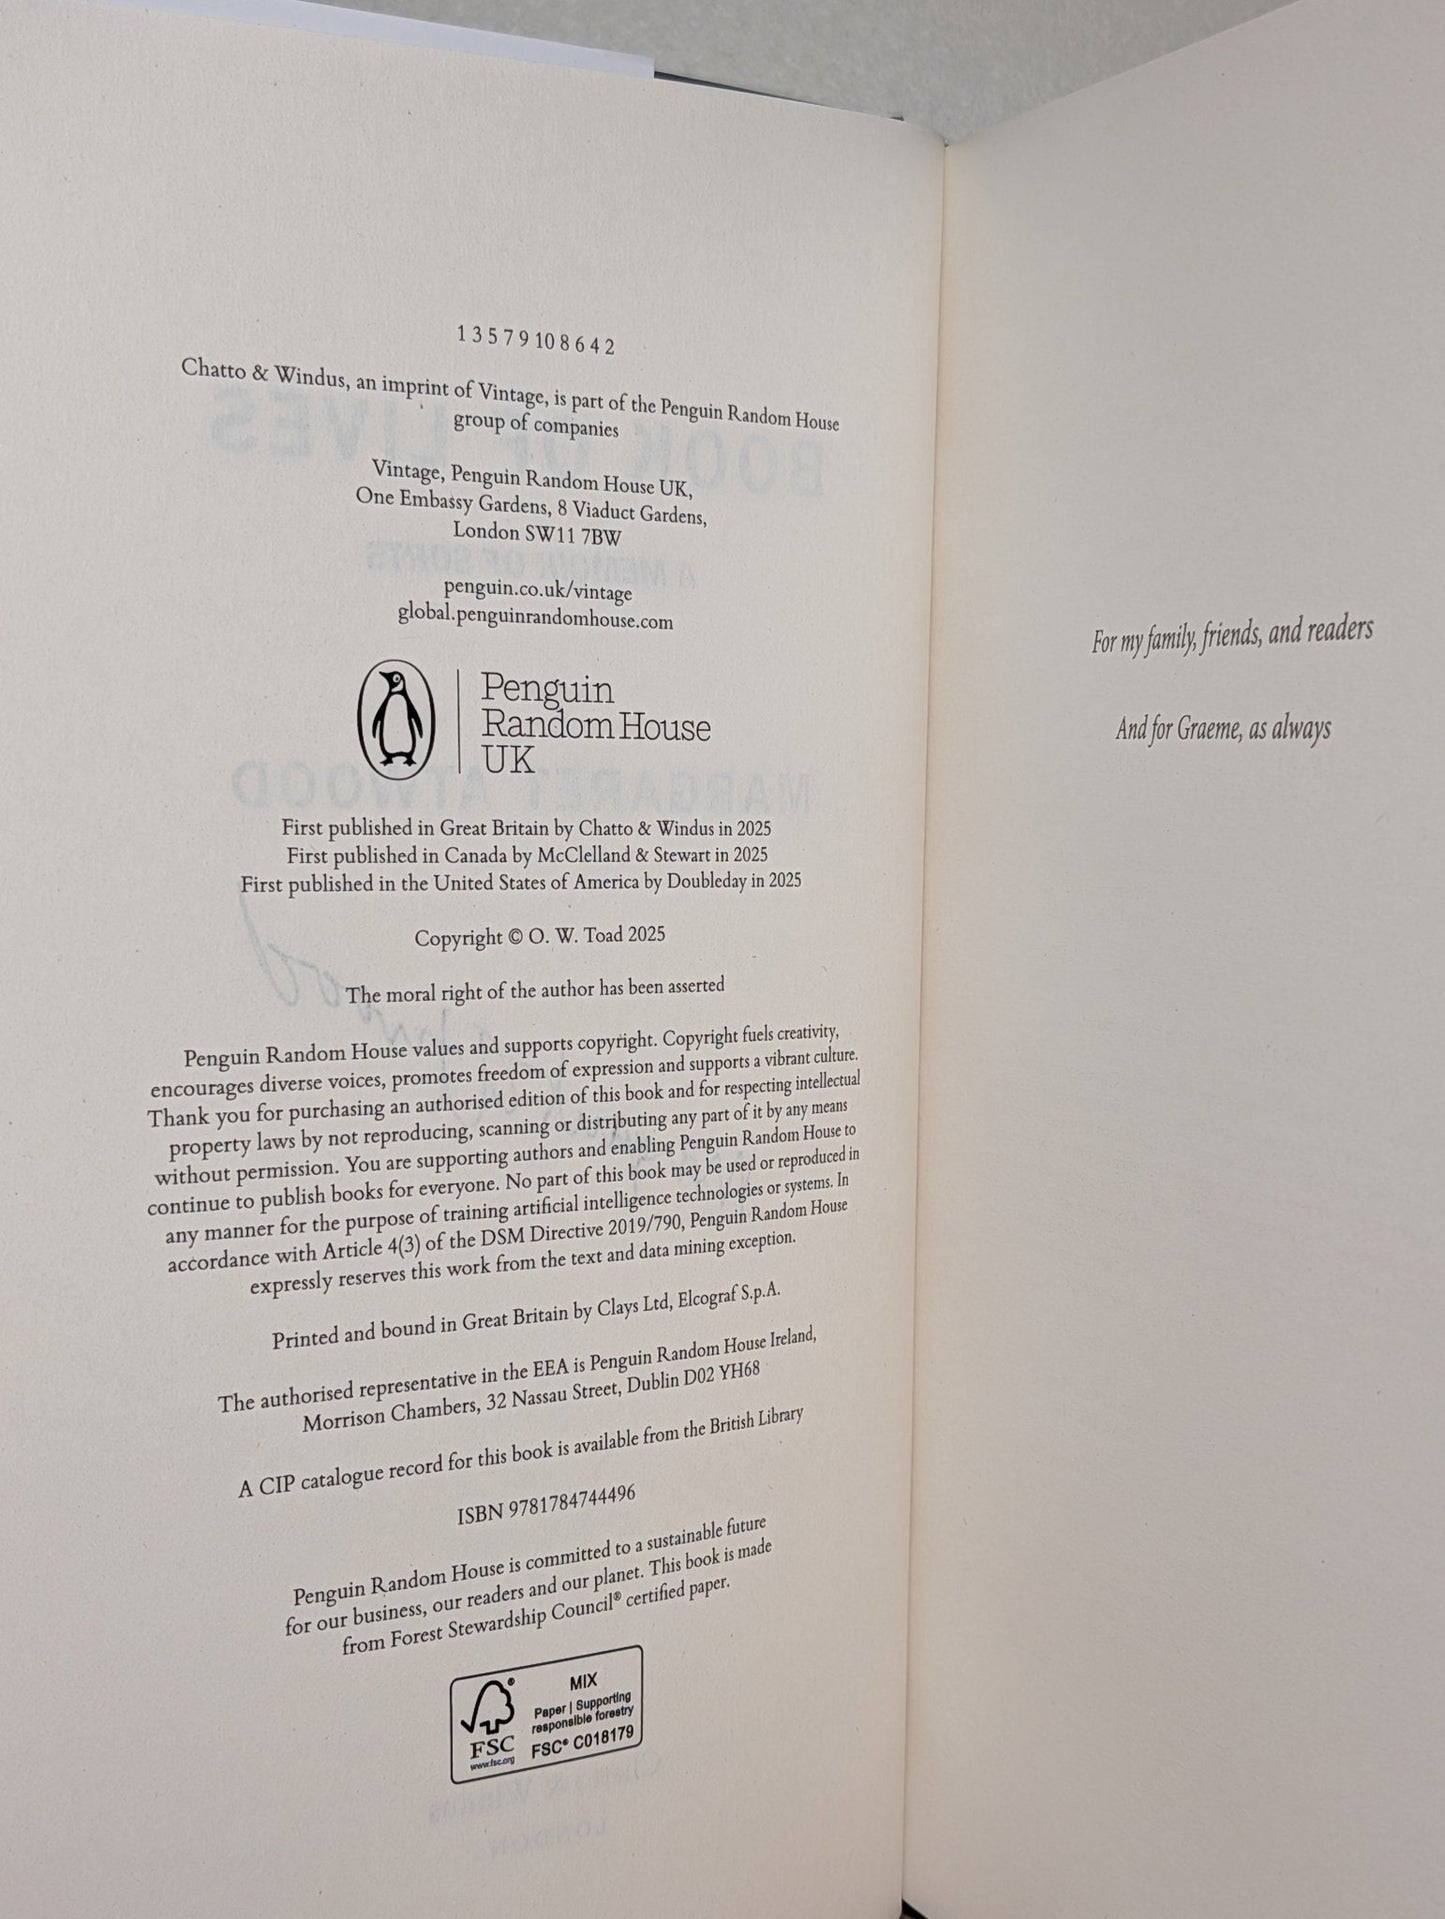 1 3 5 7 9 10 8 6 4 2
Chatto & Windus, an imprint of Vintage, is part of the Penguin Random House
group of companies
Vintage, Penguin Random House UK,
One Embassy Gardens, 8 Viaduct Gardens,
London SW11 7BW
penguin.co.uk/vintage
global.penguinrandomhouse.com
Penguin
Random House
UK
First published in Great Britain by Chatto & Windus in 2025
First published in Canada by McClelland & Stewart in 2025
First published in the United States of America by Doubleday in 2025
Copyright © O. W. Toad 2025
The moral right of the author has been asserted
Penguin Random House values and supports copyright. Copyright fuels creativity,
encourages diverse voices, promotes freedom of expression and supports a vibrant culture.
Thank you for purchasing an authorised edition of this book and for respecting intellectual
property laws by not reproducing, scanning or distributing any part of it by any means
without permission. You are supporting authors and enabling Penguin Random House to
continue to publish books for everyone. No part of this book may be used or reproduced in
any manner for the purpose of training artificial intelligence technologies or systems. In
accordance with Article 4(3) of the DSM Directive 2019/790, Penguin Random House
expressly reserves this work from the text and data mining exception.
Printed and bound in Great Britain by Clays Ltd, Elcograf S.p.A.
The authorised representative in the EEA is Penguin Random House Ireland,
Morrison Chambers, 32 Nassau Street, Dublin D02 YH68
A CIP catalogue record for this book is available from the British Library
ISBN 9781784744496
Penguin Random House is committed to a sustainable future
for our business, our readers and our planet. This book is made
from Forest Stewardship Council® certified paper.
FSC
www.fsc.org
MIX
Paper | Supporting
responsible forestry
FSC® C018179
For my family, friends, and readers
And for Graeme, as always
BOOK OF LIVES
A MEMOIR OF SORTS
MARGARET ATWOOD
Chatto & Windus
LONDON